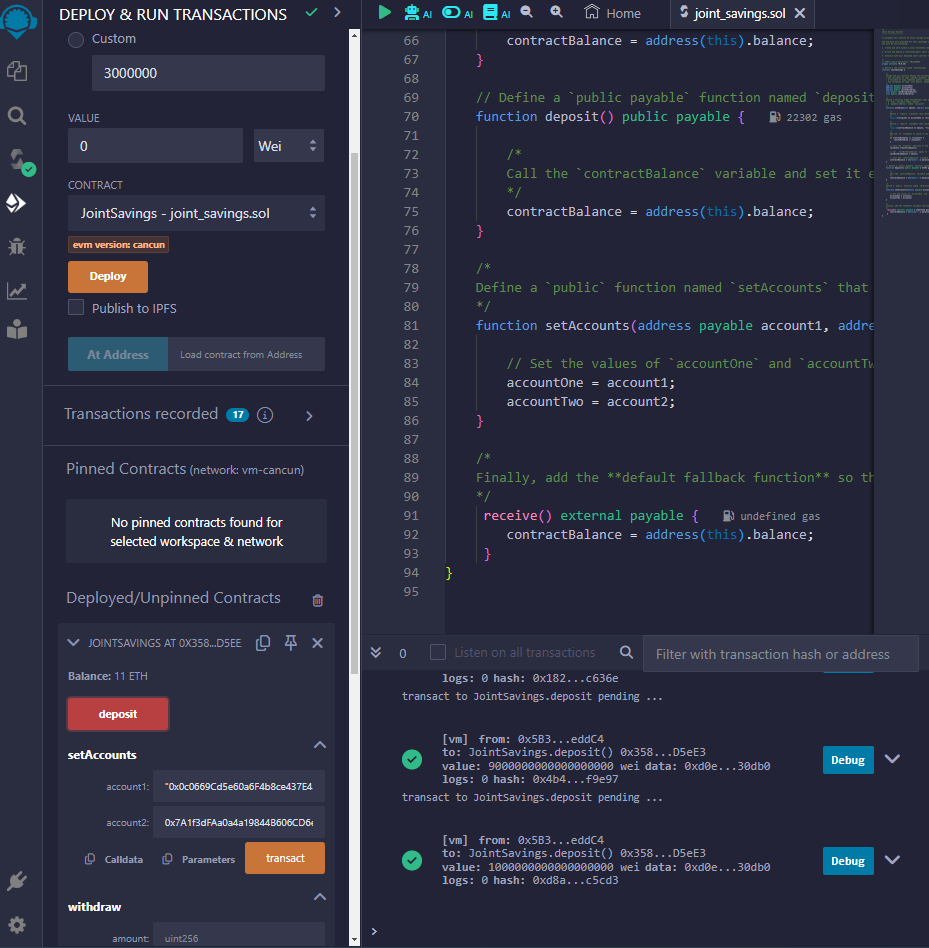 DEPLOY & RUN TRANSACTIONS
Custom
3000000
VALUE
0
Wei
CONTRACT
JointSavings - joint_savings.sol
evm version: cancun
Deploy
Publish to IPFS
At Address
Load contract from Address
Transactions recorded 17 i
Pinned Contracts (network: vm-cancun)
No pinned contracts found for
selected workspace & network
Deployed/Unpinned Contracts
JOINTSAVINGS AT 0X358...D5EE
Balance: 11 ETH
deposit
setAccounts
account1: "0x0c0669Cd5e60a6F4b8ce437E4
account2: 0x7A1f3dFAa0a4a19844B606CD6
Calldata Parameters transact
withdraw
amount: uint256
AI AI AI Home joint_savings.sol
66 contractBalance = address(this).balance;
67 }
68
69 // Define a `public payable` function named `deposit
70 function deposit() public payable { 22302 gas
71
72 /*
73 Call the `contractBalance` variable and set it e
74 */
75 contractBalance = address(this).balance;
76 }
77
78 /*
79 Define a `public` function named `setAccounts` that
80 */
81 function setAccounts(address payable account1, addre
82
83 // Set the values of `accountOne` and `accountTw
84 accountOne = account1;
85 accountTwo = account2;
86 }
87
88 /*
89 Finally, add the **default fallback function** so th
90 */
91 receive() external payable { undefined gas
92 contractBalance = address(this).balance;
93 }
94 }
95
0 Listen on all transactions Filter with transaction hash or address
logs: 0 hash: 0x182...c636e
transact to JointSavings.deposit pending ...
[vm] from: 0x5B3...eddC4
to: JointSavings.deposit() 0x358...D5eE3
value: 9000000000000000000 wei data: 0xd0e...30db0
logs: 0 hash: 0x4b4...f9e97
Debug
transact to JointSavings.deposit pending ...
[vm] from: 0x5B3...eddC4
to: JointSavings.deposit() 0x358...D5eE3
value: 1000000000000000000 wei data: 0xd0e...30db0
logs: 0 hash: 0xd8a...c5cd3
Debug
>